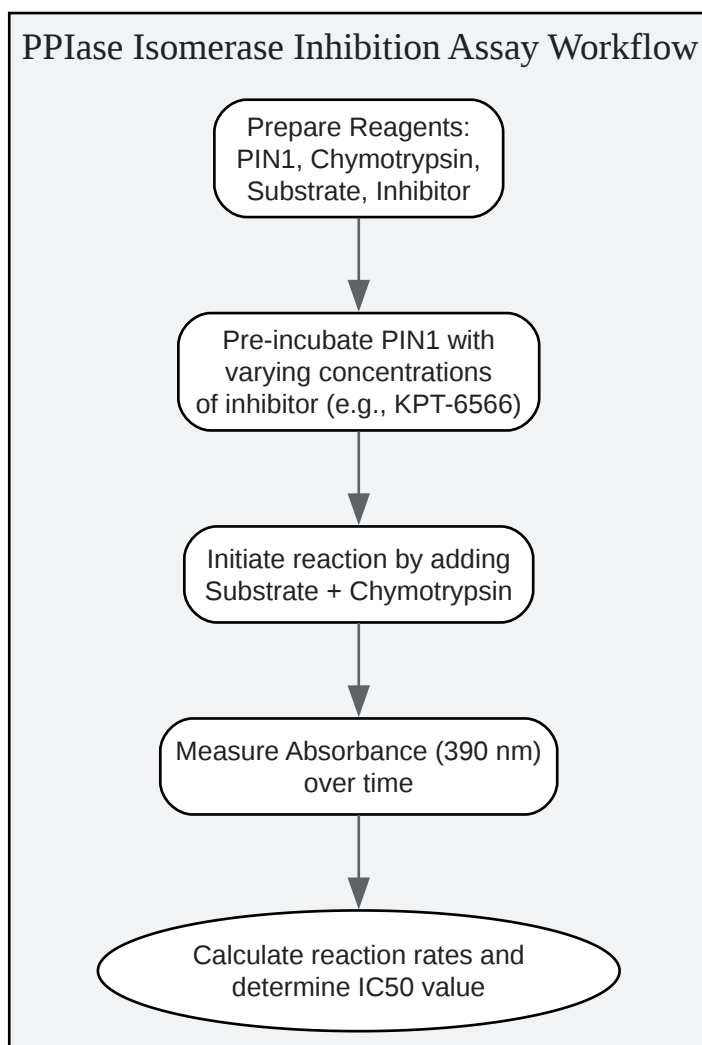 PPIase Isomerase Inhibition Assay Workflow
Prepare Reagents:
PIN1, Chymotrypsin,
Substrate, Inhibitor
Pre-incubate PIN1 with
varying concentrations
of inhibitor (e.g., KPT-6566)
Initiate reaction by adding
Substrate + Chymotrypsin
Measure Absorbance (390 nm)
over time
Calculate reaction rates and
determine IC50 value